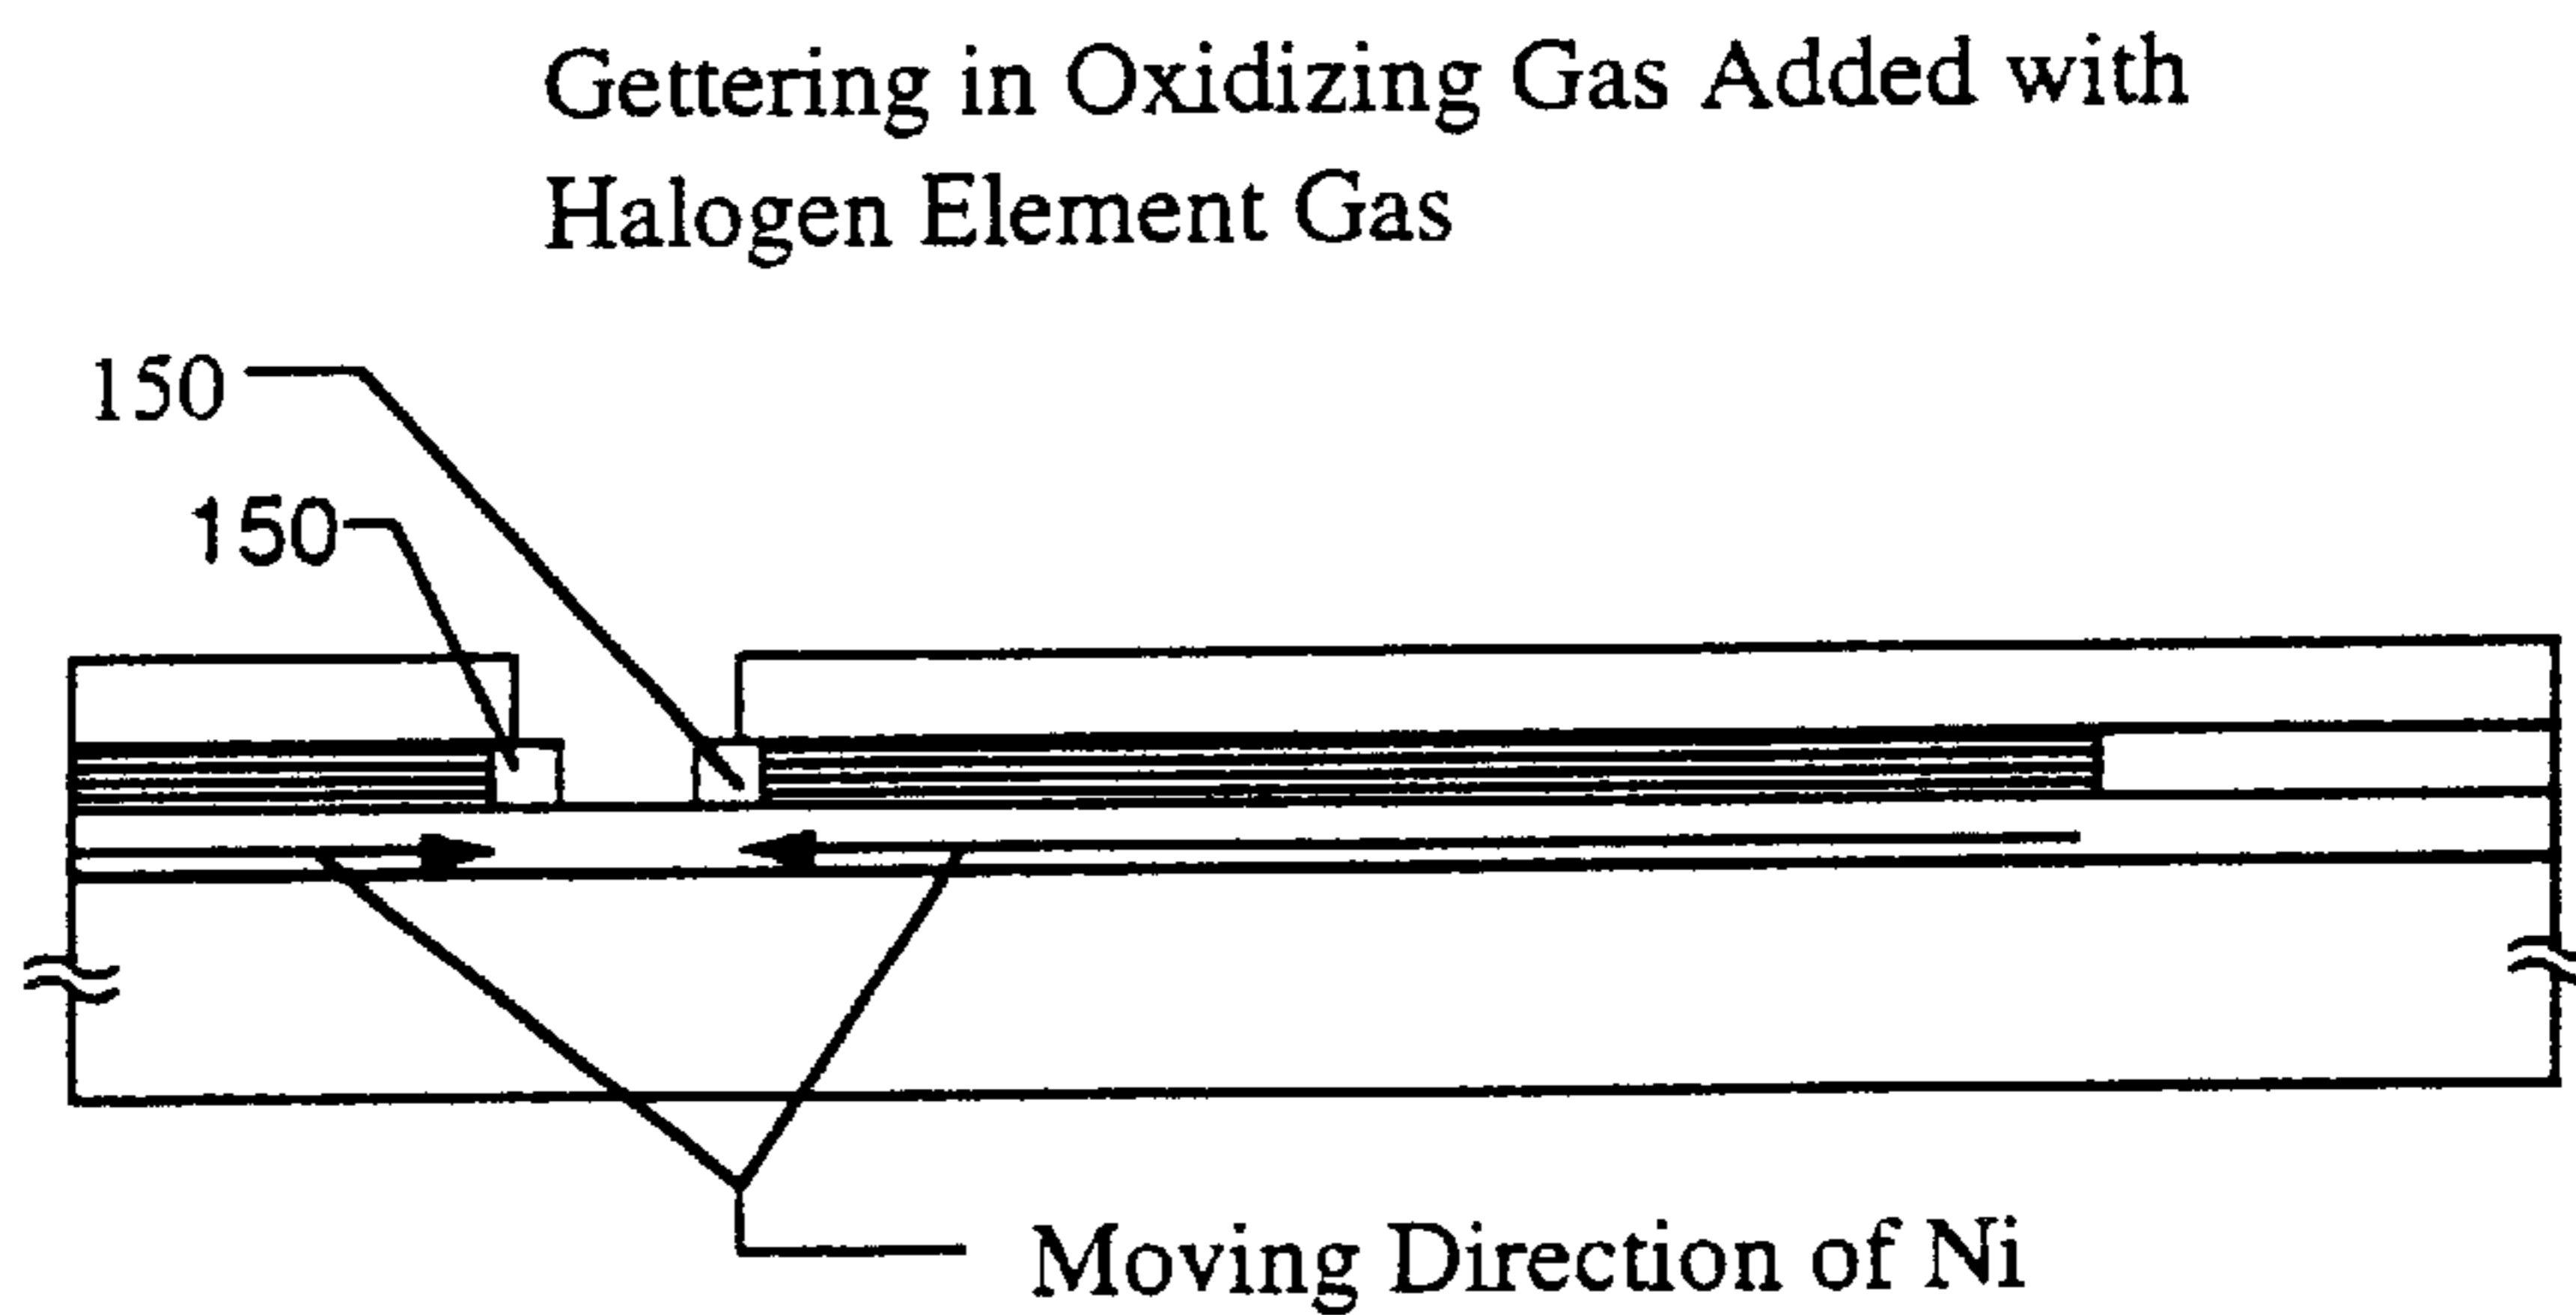 Gettering in Oxidizing Gas Added with
Halogen Element Gas
150
150
Moving Direction of Ni